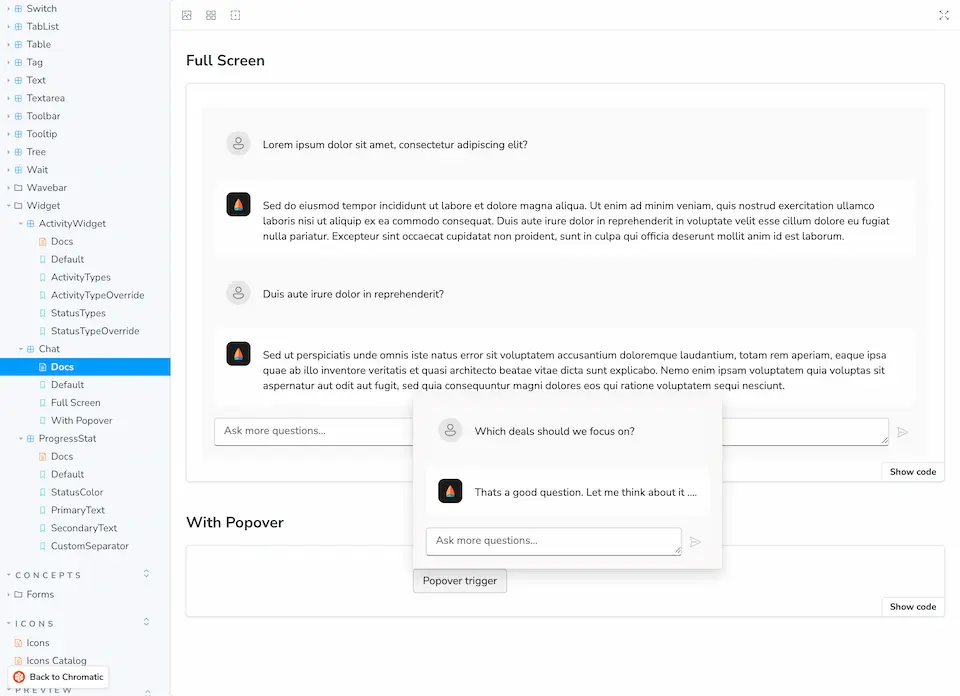 Switch
TabList
Table
Tag
Text
Textarea
Toolbar
Tooltip
Tree
Wait
Wavebar
Widget
ActivityWidget
Docs
Default
ActivityTypes
ActivityTypeOverride
StatusTypes
StatusTypeOverride
Chat
Docs
Default
Full Screen
With Popover
ProgressStat
Docs
Default
StatusColor
PrimaryText
SecondaryText
CustomSeparator
CONCEPTS
Forms
ICONS
Icons
Icons Catalog
Back to Chromatic
PREVIEW
Full Screen
Lorem ipsum dolor sit amet, consectetur adipiscing elit?
Sed do eiusmod tempor incididunt ut labore et dolore magna aliqua. Ut enim ad minim veniam, quis nostrud exercitation ullamco
laboris nisi ut aliquip ex ea commodo consequat. Duis aute irure dolor in reprehenderit in voluptate velit esse cillum dolore eu fugiat
nulla pariatur. Excepteur sint occaecat cupidatat non proident, sunt in culpa qui officia deserunt mollit anim id est laborum.
Duis aute irure dolor in reprehenderit?
Sed ut perspiciatis unde omnis iste natus error sit voluptatem accusantium doloremque laudantium, totam rem aperiam, eaque ipsa
quae ab illo inventore veritatis et quasi architecto beatae vitae dicta sunt explicabo. Nemo enim ipsam voluptatem quia voluptas sit
aspernatur aut odit aut fugit, sed quia consequuntur magni dolores eos qui ratione voluptatem sequi nesciunt.
Ask more questions...
Show code
Which deals should we focus on?
Thats a good question. Let me think about it ....
Ask more questions...
With Popover
Popover trigger
Show code